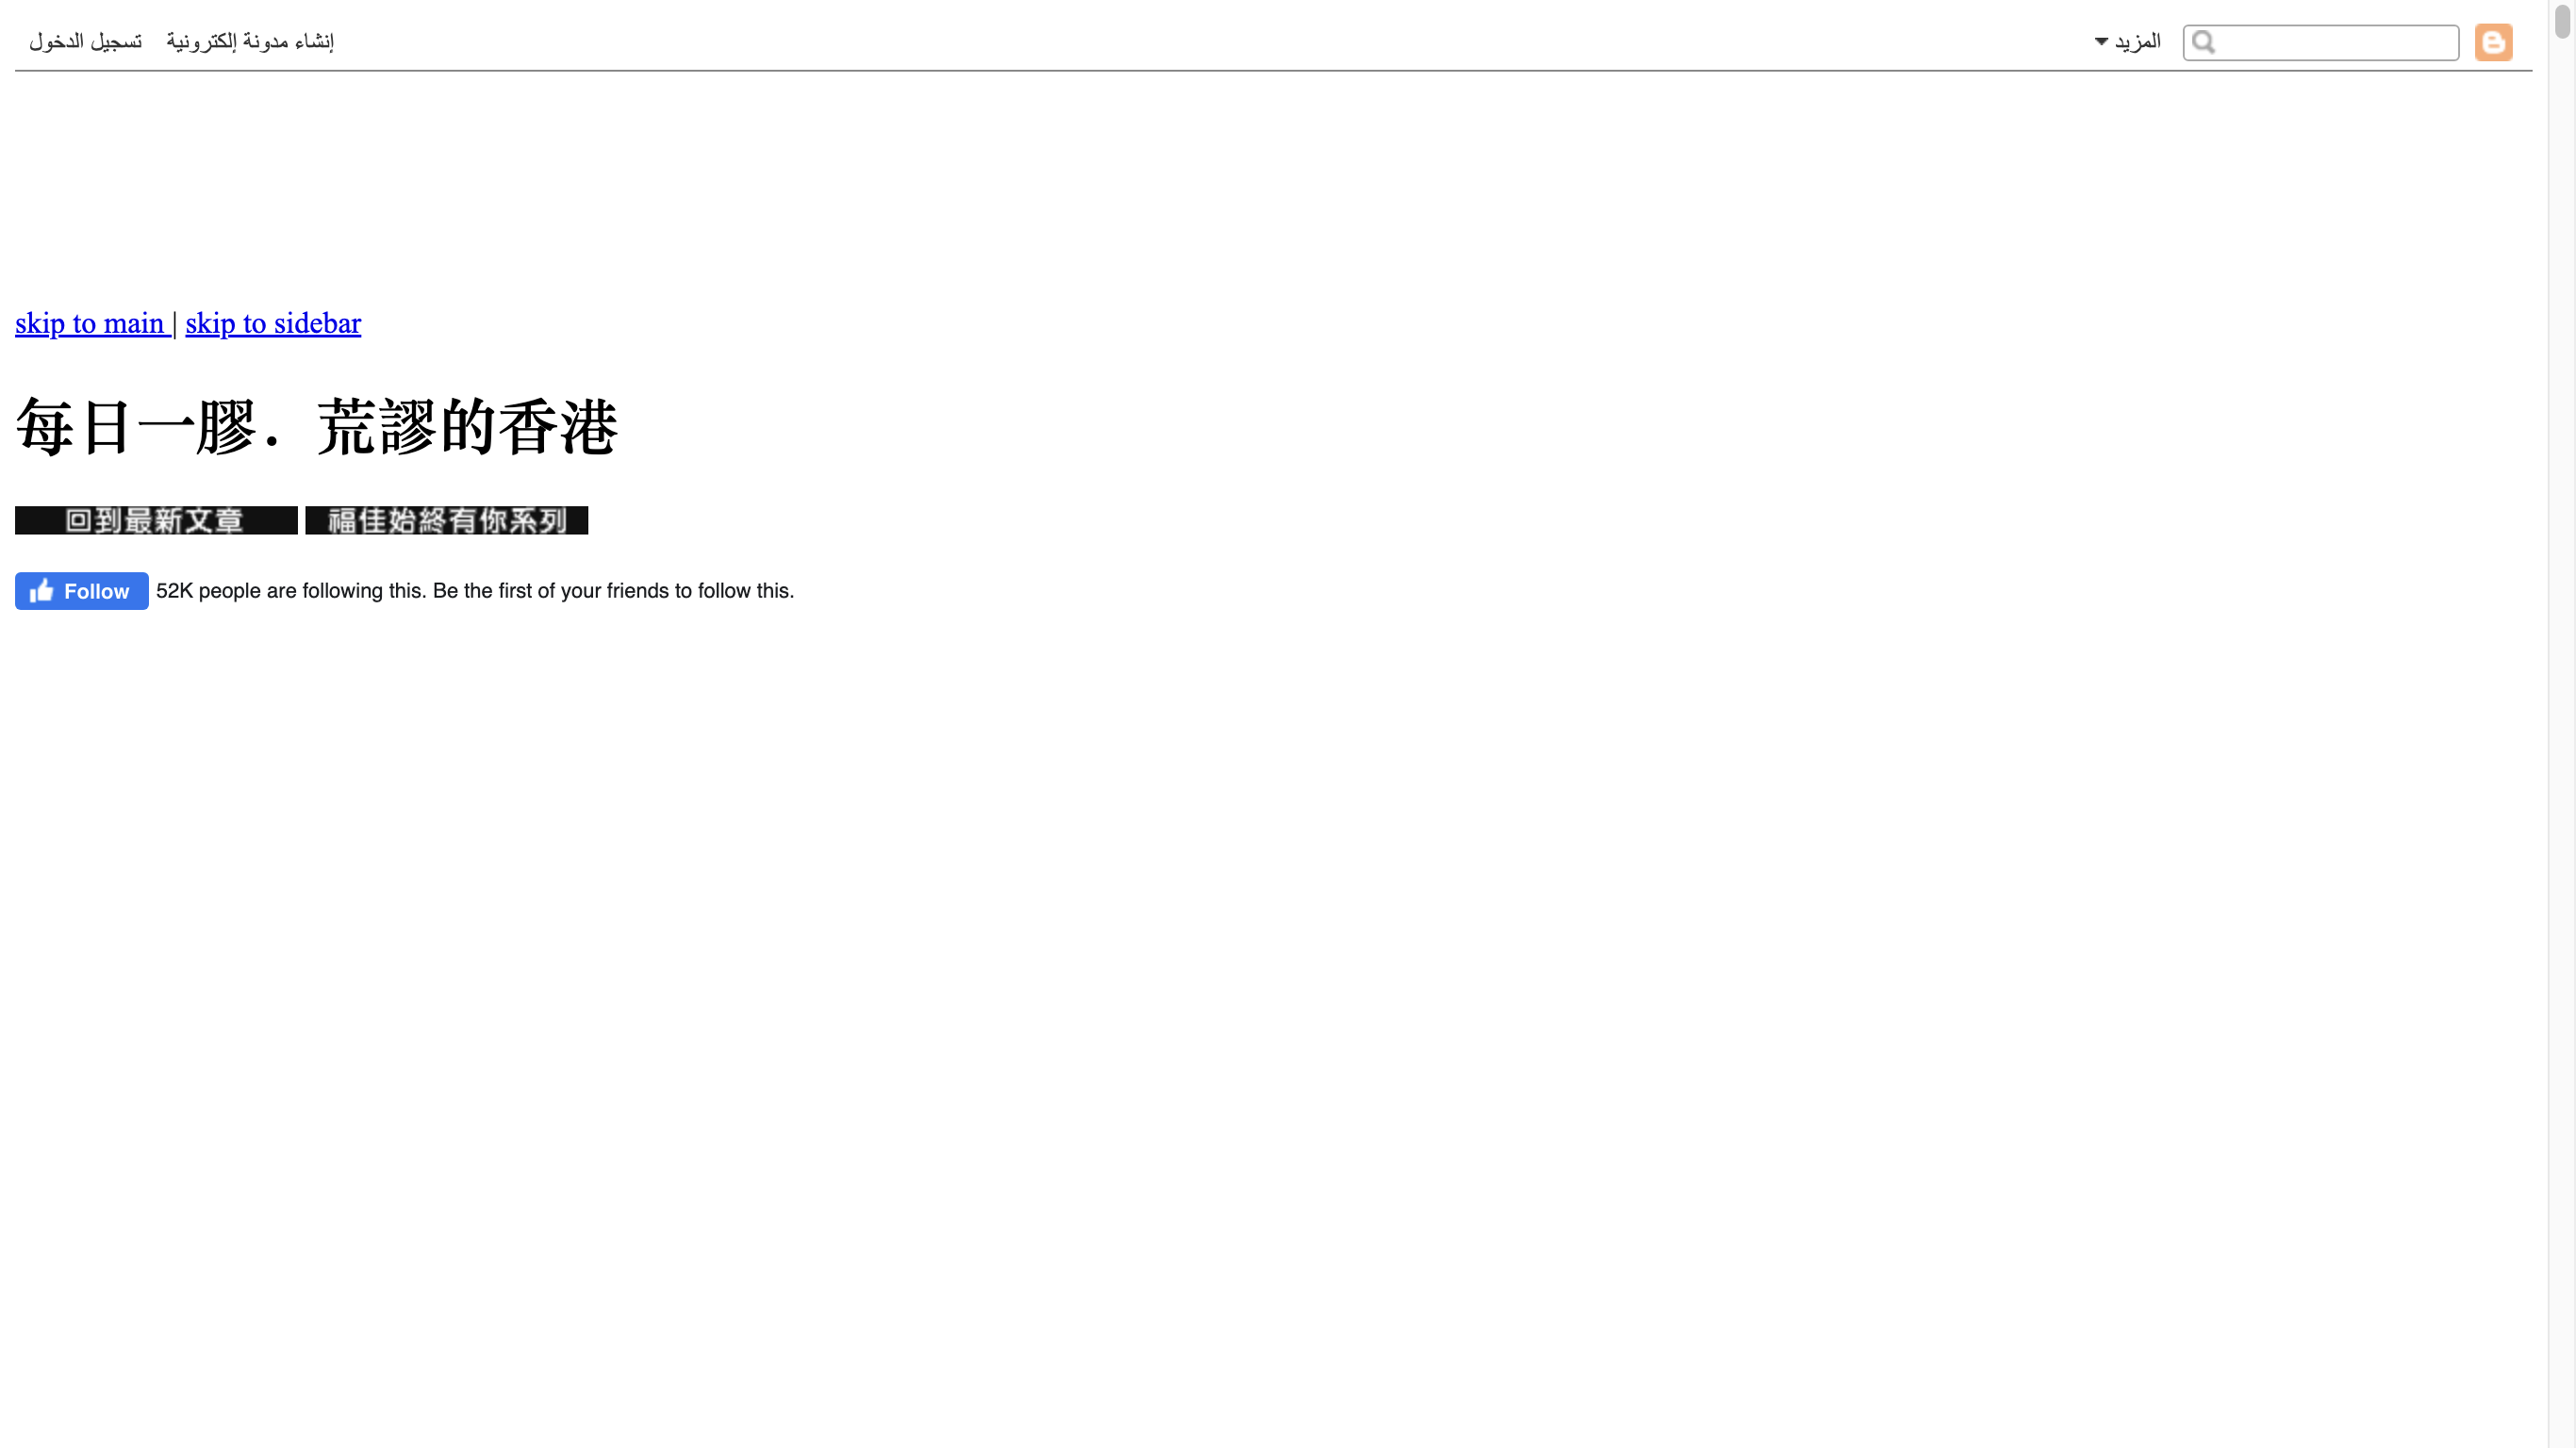 تسجيل الدخول إنشاء مدونة إلكترونية المزيد
skip to main | skip to sidebar
每日一膠．荒謬的香港
回到最新文章 福佳始終有你系列
Follow 52K people are following this. Be the first of your friends to follow this.